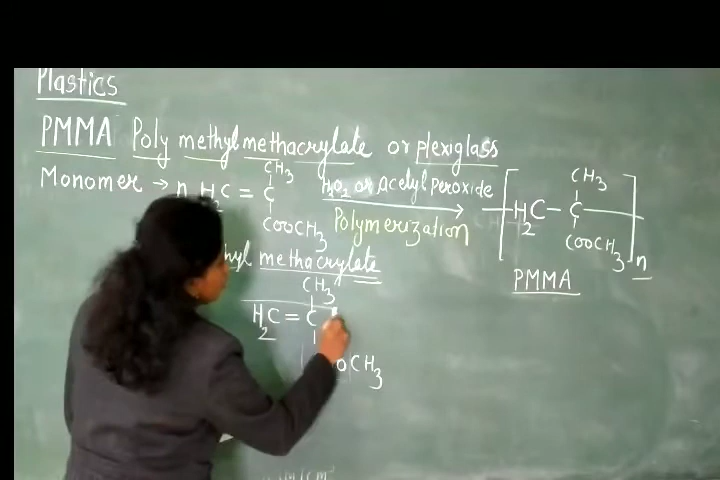 Plastics
PMMA Poly methylmethacrylate or plexiglass
Monomer → n H2C = C
CH3
COOCH3
H2O2 or Acetyl Peroxide
Polymerization
H2C – C
CH3
COOCH3
n
PMMA
methacrylate
CH3
H2C = C
OCH3